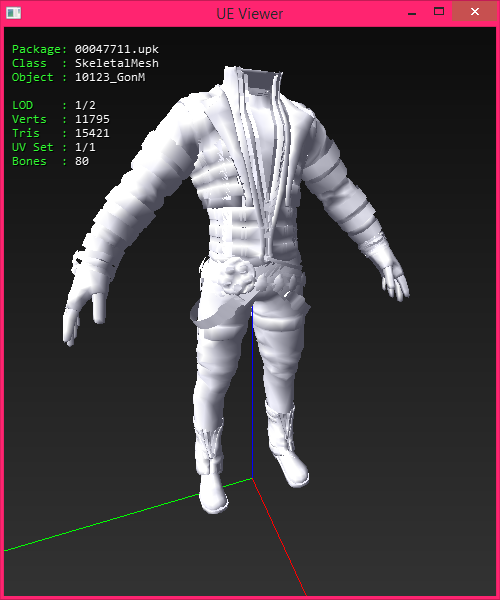 UE Viewer
Package: 00047711.upk
Class  : SkeletalMesh
Object : 10123_GonM
LOD    : 1/2
Verts  : 11795
Tris   : 15421
UV Set : 1/1
Bones  : 80